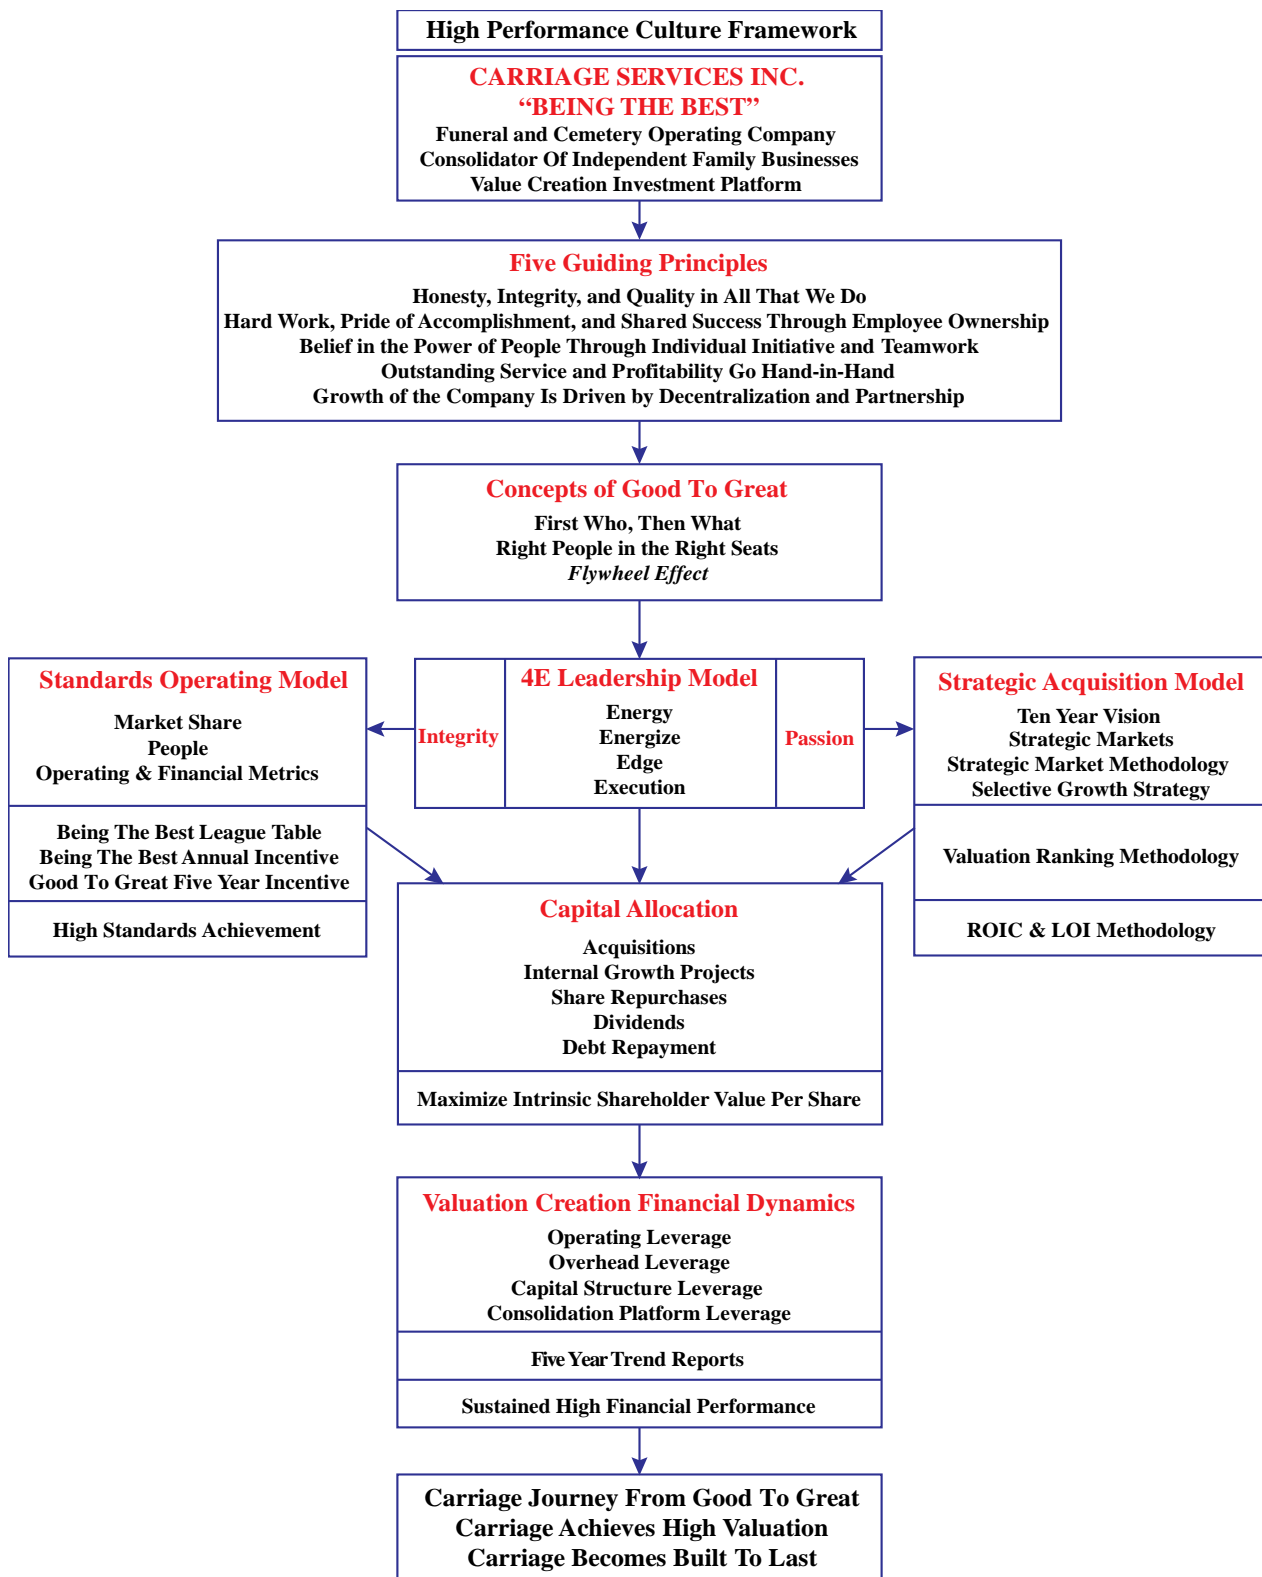 High Performance Culture Framework
CARRIAGE SERVICES INC.
“BEING THE BEST”
Funeral and Cemetery Operating Company
Consolidator Of Independent Family Businesses
Value Creation Investment Platform
Five Guiding Principles
Honesty, Integrity, and Quality in All That We Do
Hard Work, Pride of Accomplishment, and Shared Success Through Employee Ownership
Belief in the Power of People Through Individual Initiative and Teamwork
Outstanding Service and Profitability Go Hand-in-Hand
Growth of the Company Is Driven by Decentralization and Partnership
Concepts of Good To Great
First Who, Then What
Right People in the Right Seats
Flywheel Effect
Standards Operating Model
Market Share
People
Operating & Financial Metrics
Being The Best League Table
Being The Best Annual Incentive
Good To Great Five Year Incentive
High Standards Achievement
Integrity
4E Leadership Model
Energy
Energize
Edge
Execution
Passion
Strategic Acquisition Model
Ten Year Vision
Strategic Markets
Strategic Market Methodology
Selective Growth Strategy
Valuation Ranking Methodology
ROIC & LOI Methodology
Capital Allocation
Acquisitions
Internal Growth Projects
Share Repurchases
Dividends
Debt Repayment
Maximize Intrinsic Shareholder Value Per Share
Valuation Creation Financial Dynamics
Operating Leverage
Overhead Leverage
Capital Structure Leverage
Consolidation Platform Leverage
Five Year Trend Reports
Sustained High Financial Performance
Carriage Journey From Good To Great
Carriage Achieves High Valuation
Carriage Becomes Built To Last